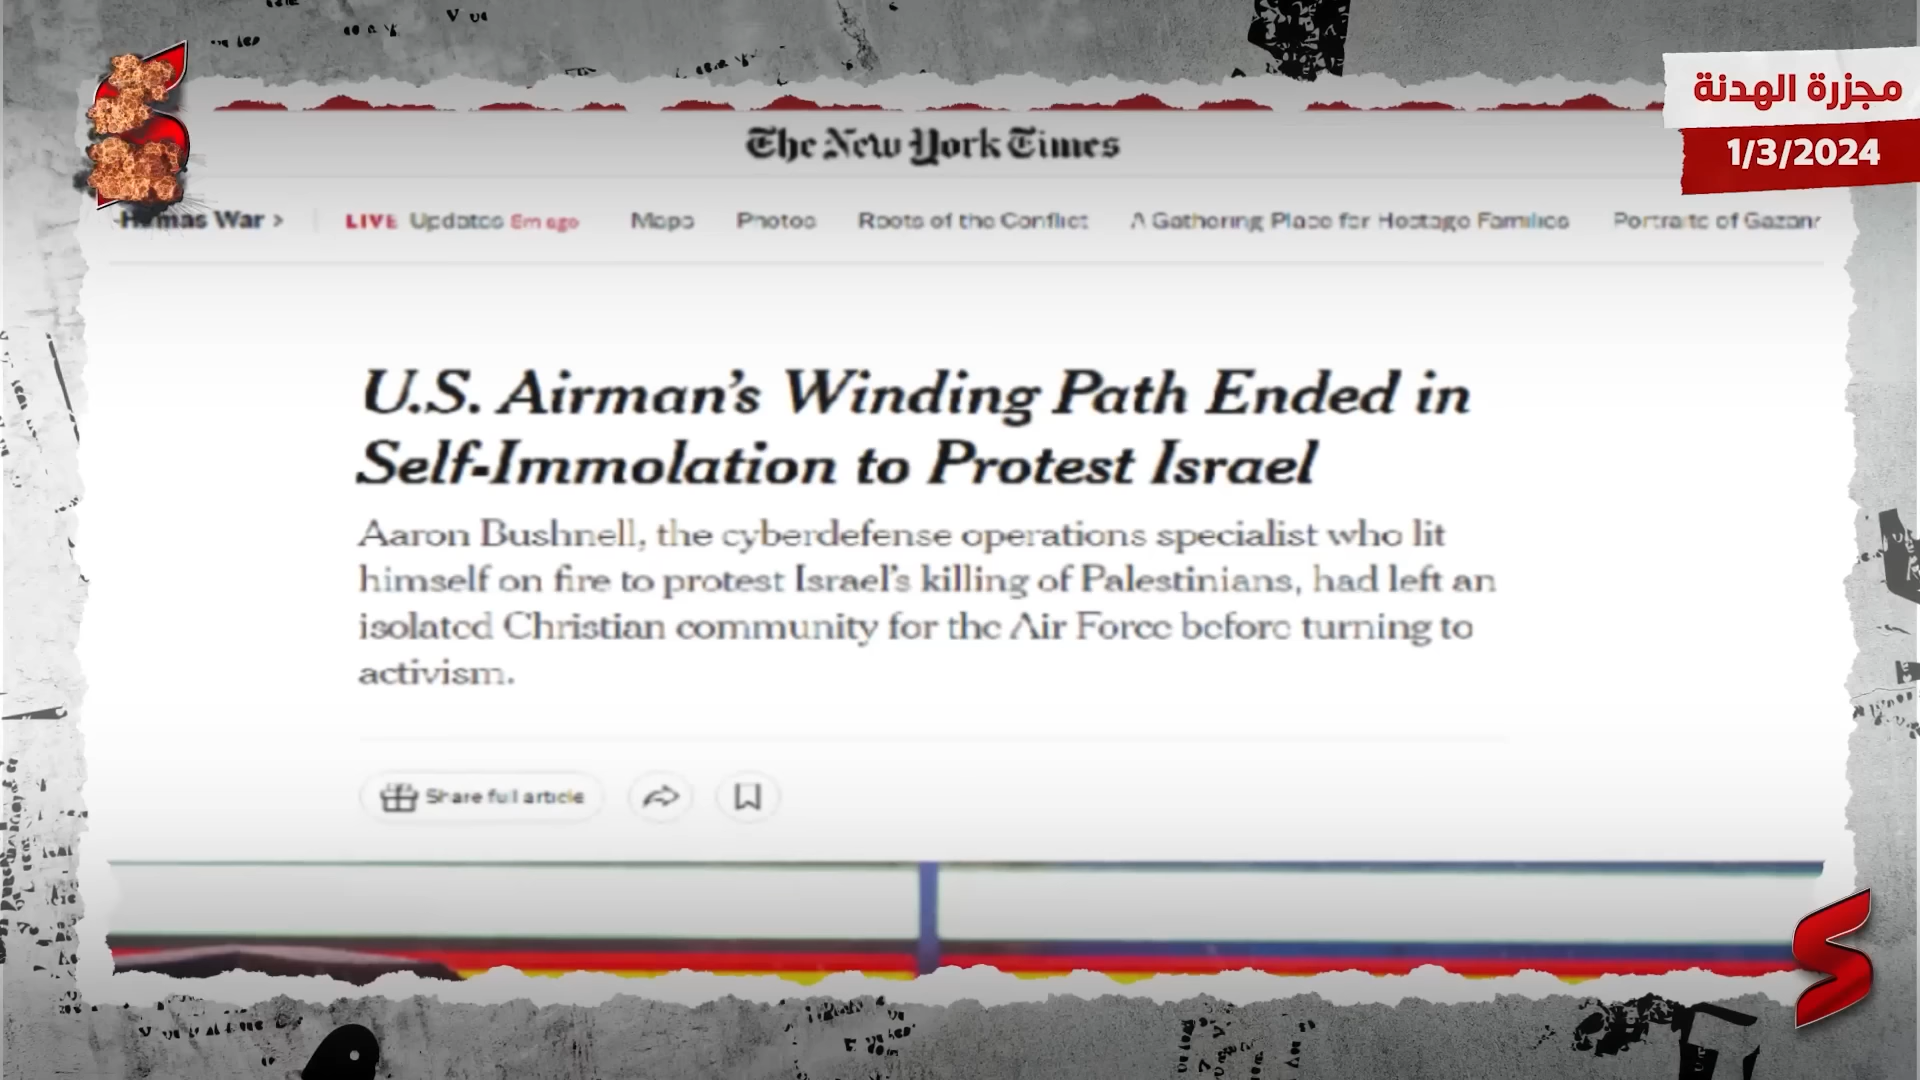 مجزرة الهدنة
1/3/2024
The New York Times
Hamas War >
LIVE Updates 6m ago
Maps
Photos
Roots of the Conflict
A Gathering Place for Hostage Families
Portraits of Gazans
U.S. Airman's Winding Path Ended in
Self-Immolation to Protest Israel
Aaron Bushnell, the cyberdefense operations specialist who lit
himself on fire to protest Israel's killing of Palestinians, had left an
isolated Christian community for the Air Force before turning to
activism.
Share full article